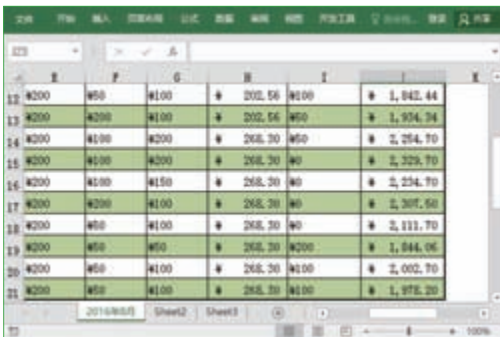 文件 开始 插入 页面布局 公式 数据 审阅 视图 开发工具 登录 共享
E F G H I J K
12 ¥200 ¥50 ¥100 ¥ 202.56 ¥100 ¥ 1,842.44
13 ¥200 ¥200 ¥100 ¥ 202.56 ¥50 ¥ 1,934.34
14 ¥200 ¥100 ¥200 ¥ 268.30 ¥50 ¥ 2,254.70
15 ¥200 ¥100 ¥200 ¥ 268.30 ¥0 ¥ 2,329.70
16 ¥200 ¥100 ¥150 ¥ 268.30 ¥0 ¥ 2,234.70
17 ¥200 ¥200 ¥100 ¥ 268.30 ¥0 ¥ 2,307.50
18 ¥200 ¥50 ¥100 ¥ 268.30 ¥0 ¥ 2,111.70
19 ¥200 ¥50 ¥50 ¥ 268.30 ¥200 ¥ 1,844.06
20 ¥200 ¥50 ¥100 ¥ 268.30 ¥100 ¥ 2,002.70
21 ¥200 ¥50 ¥100 ¥ 268.30 ¥100 ¥ 1,978.20
2016年8月 Sheet2 Sheet3
100%